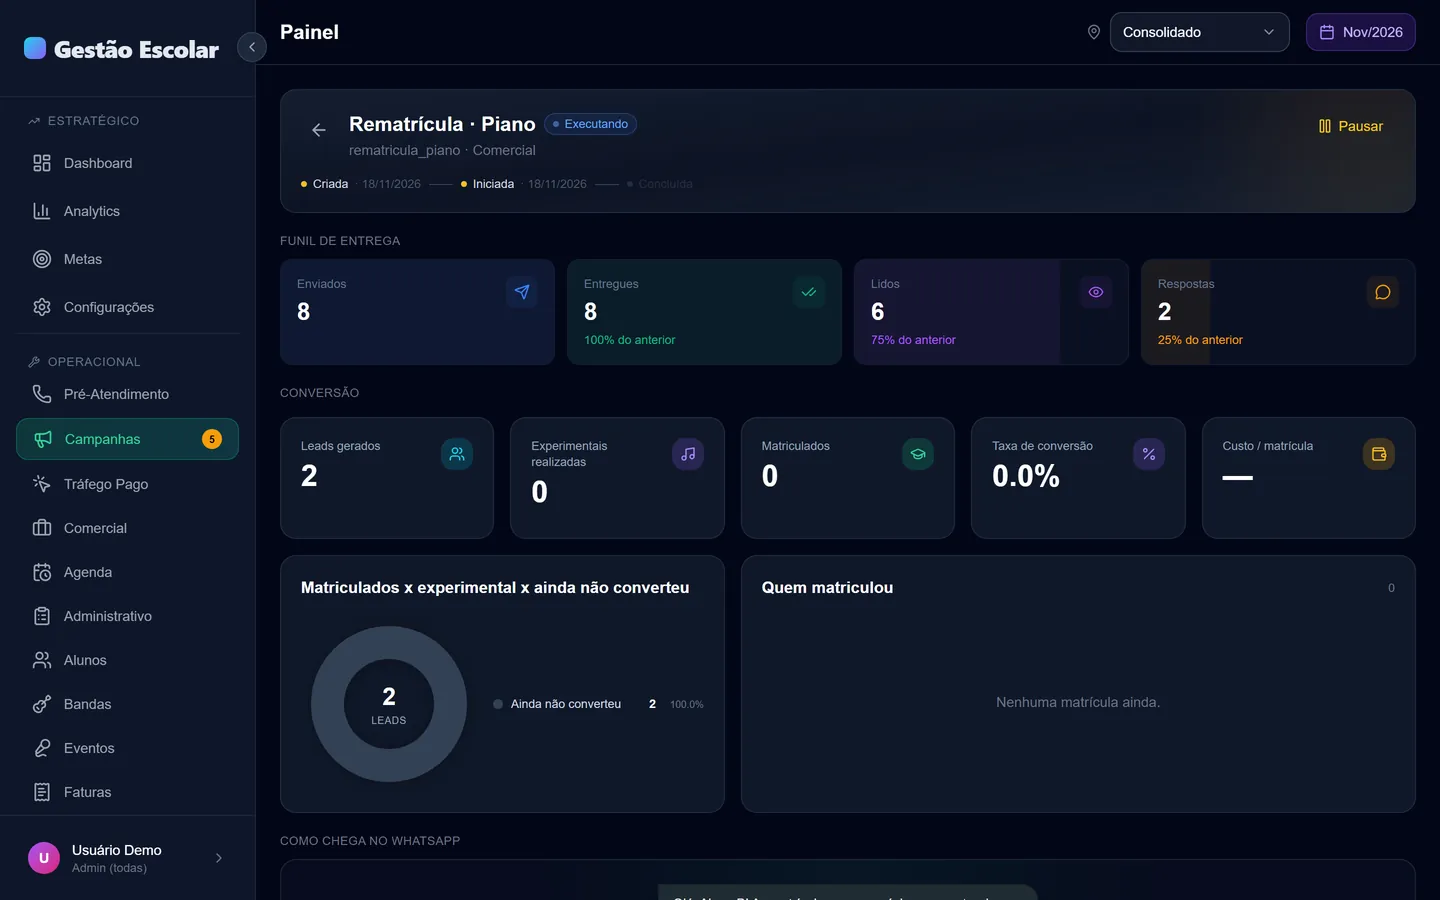 Gestão Escolar
Painel
Consolidado
Nov/2026
ESTRATÉGICO
Dashboard
Analytics
Metas
Configurações
OPERACIONAL
Pré-Atendimento
Campanhas
5
Tráfego Pago
Comercial
Agenda
Administrativo
Alunos
Bandas
Eventos
Faturas
U
Usuário Demo
Admin (todas)
Rematrícula · Piano
Executando
Pausar
rematricula_piano · Comercial
Criada · 18/11/2026
Iniciada · 18/11/2026
Concluída
FUNIL DE ENTREGA
Enviados
8
Entregues
8
100% do anterior
Lidos
6
75% do anterior
Respostas
2
25% do anterior
CONVERSÃO
Leads gerados
2
Experimentais
realizadas
0
Matriculados
0
Taxa de conversão
0.0%
Custo / matrícula
—
Matriculados x experimental x ainda não converteu
2
LEADS
Ainda não converteu 2 100.0%
Quem matriculou
0
Nenhuma matrícula ainda.
COMO CHEGA NO WHATSAPP